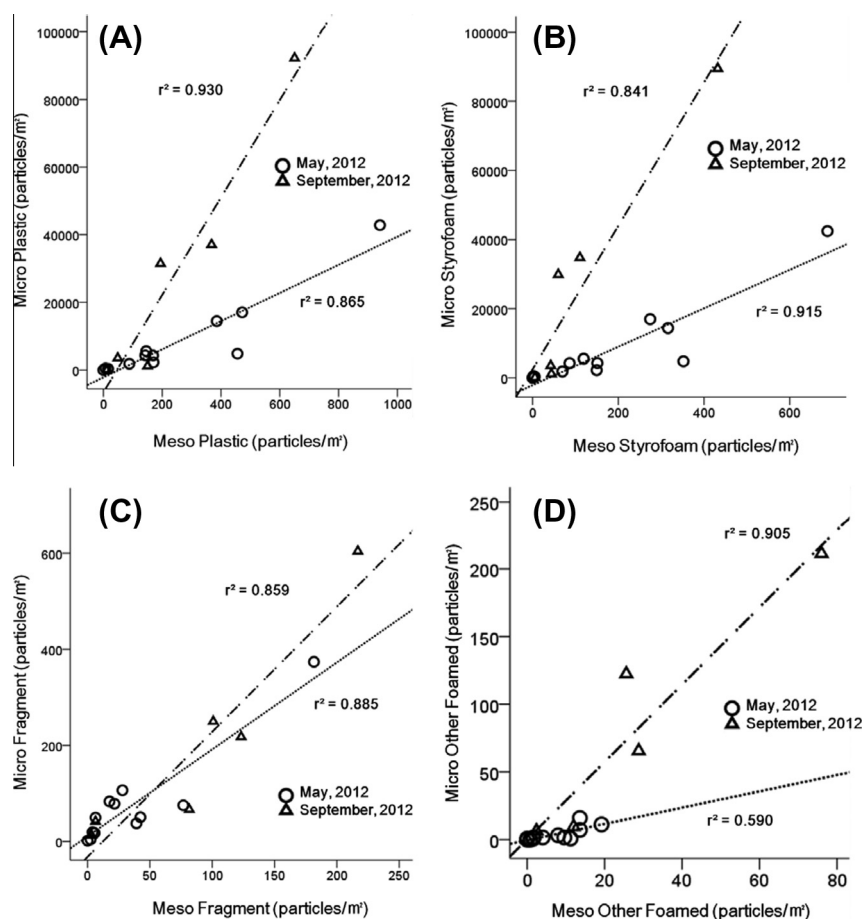 (A)
100000
80000
60000
40000
20000
0
Micro Plastic (particles/㎡)
r² = 0.930
May, 2012
September, 2012
r² = 0.865
0 200 400 600 800 1000
Meso Plastic (particles/㎡)
(B)
100000
80000
60000
40000
20000
0
Micro Styrofoam (particles/㎡)
r² = 0.841
May, 2012
September, 2012
r² = 0.915
0 200 400 600
Meso Styrofoam (particles/㎡)
(C)
600
400
200
0
Micro Fragment (particles/㎡)
r² = 0.859
r² = 0.885
May, 2012
September, 2012
0 50 100 150 200 250
Meso Fragment (particles/㎡)
(D)
250
200
150
100
50
0
Micro Other Foamed (particles/㎡)
r² = 0.905
May, 2012
September, 2012
r² = 0.590
0 20 40 60 80
Meso Other Foamed (particles/㎡)